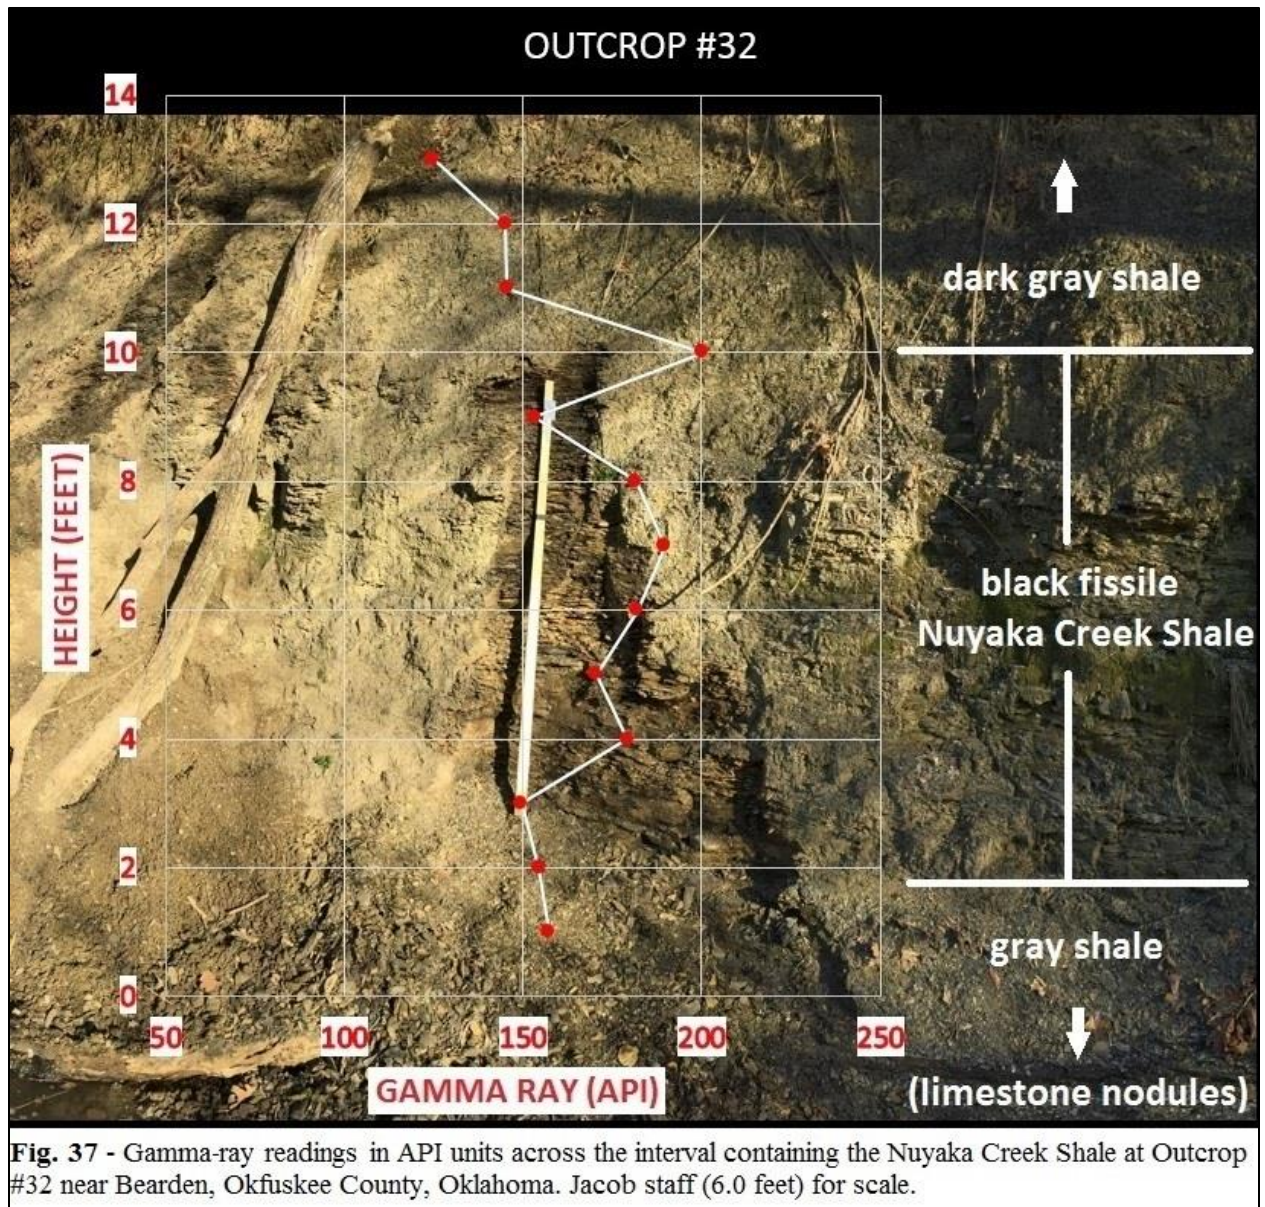 OUTCROP #32
14
12
10
8
6
4
2
0
HEIGHT (FEET)
50 100 150 200 250
GAMMA RAY (API)
dark gray shale
black fissile
Nuyaka Creek Shale
gray shale
(limestone nodules)
Fig. 37 - Gamma-ray readings in API units across the interval containing the Nuyaka Creek Shale at Outcrop
#32 near Bearden, Okfuskee County, Oklahoma. Jacob staff (6.0 feet) for scale.